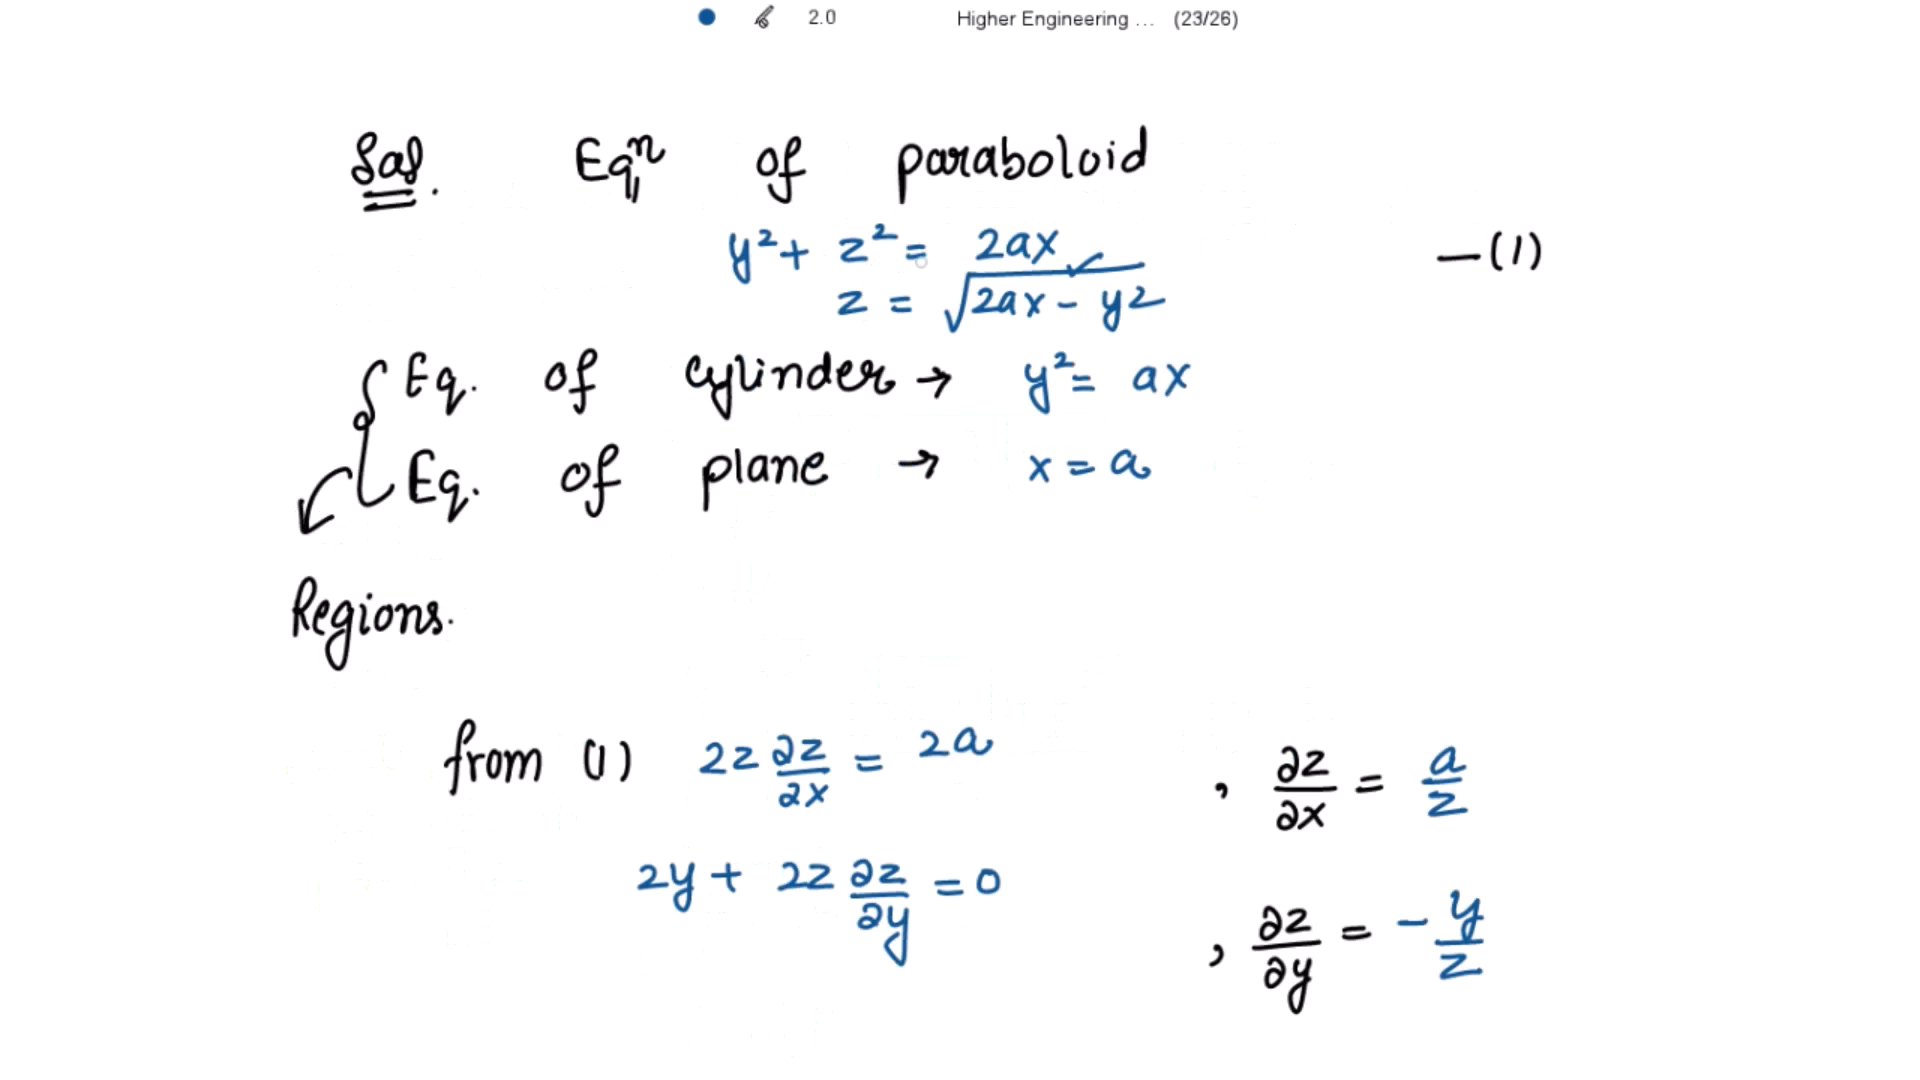 2.0 Higher Engineering ... (23/26)
Sol. Eqⁿ of paraboloid
y² + z² = 2ax —(1)
z = √(2ax - y²)
Eq. of cylinder → y² = ax
Eq. of plane → x = a
Regions.
from (1) 2z ∂z/∂x = 2a , ∂z/∂x = a/z
2y + 2z ∂z/∂y = 0 , ∂z/∂y = - y/z